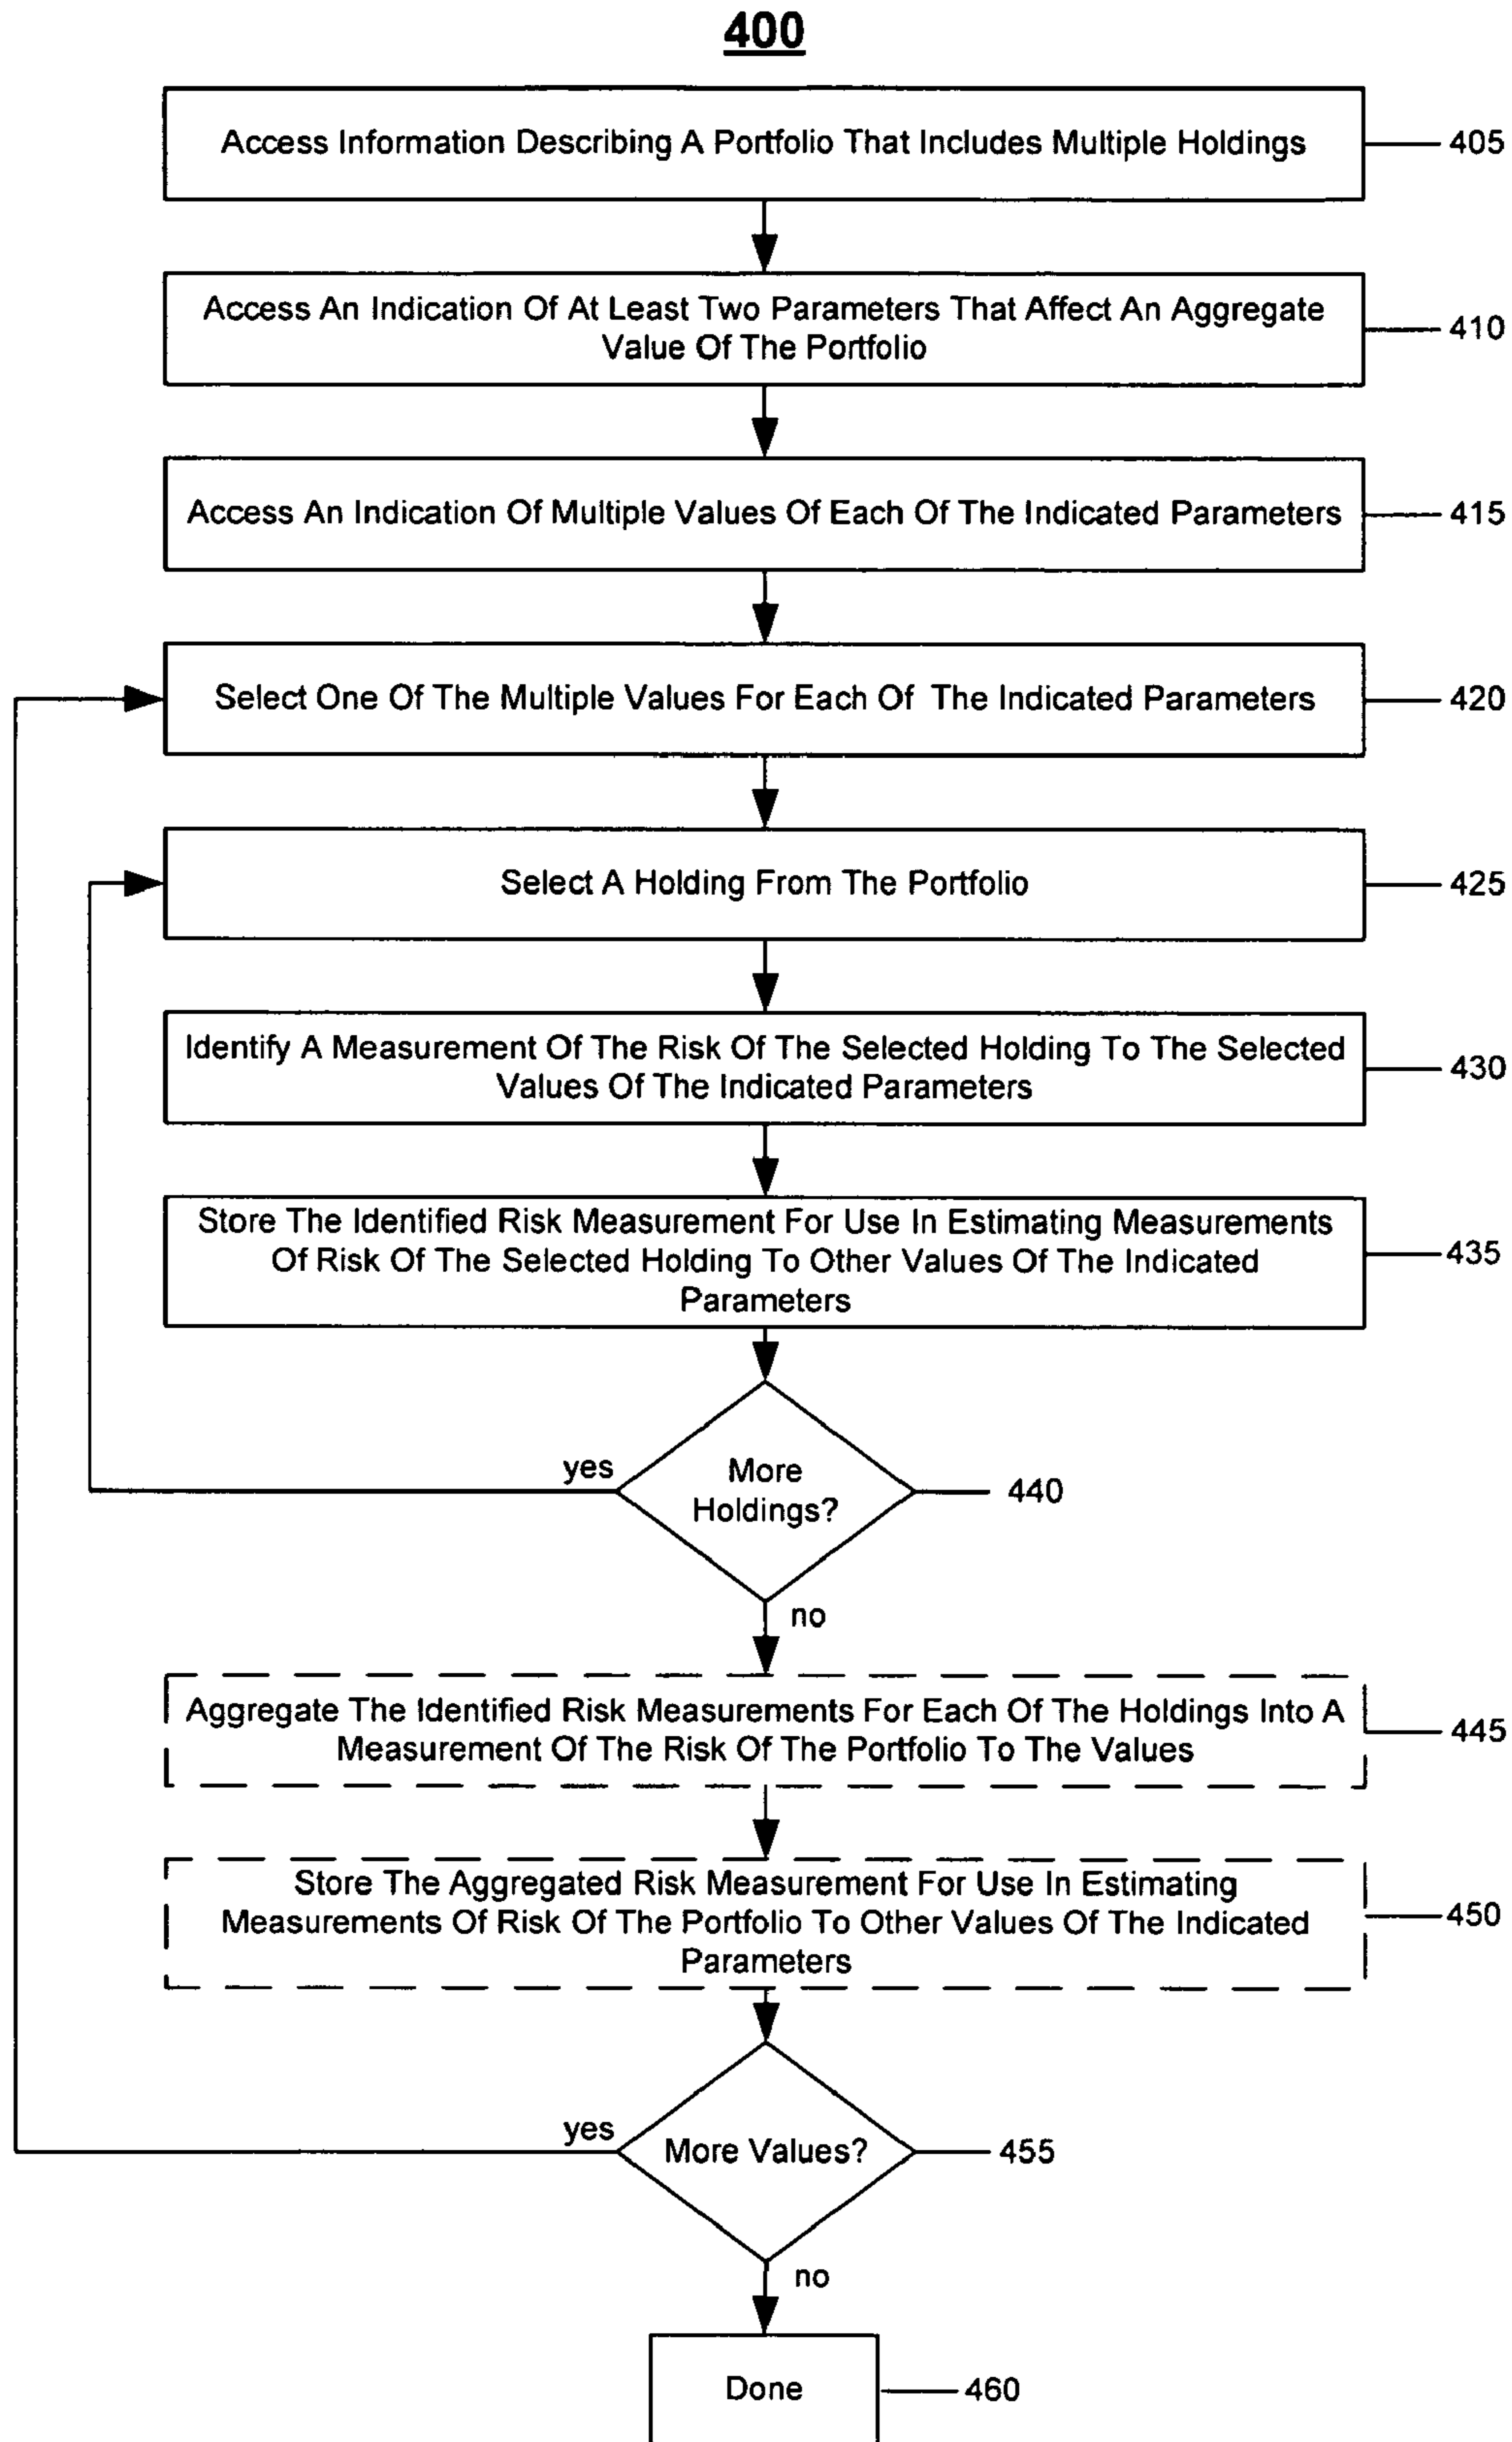 400
Access Information Describing A Portfolio That Includes Multiple Holdings
405
Access An Indication Of At Least Two Parameters That Affect An Aggregate
Value Of The Portfolio
410
Access An Indication Of Multiple Values Of Each Of The Indicated Parameters
415
Select One Of The Multiple Values For Each Of The Indicated Parameters
420
Select A Holding From The Portfolio
425
Identify A Measurement Of The Risk Of The Selected Holding To The Selected
Values Of The Indicated Parameters
430
Store The Identified Risk Measurement For Use In Estimating Measurements
Of Risk Of The Selected Holding To Other Values Of The Indicated
Parameters
435
yes
More
Holdings?
440
no
Aggregate The Identified Risk Measurements For Each Of The Holdings Into A
Measurement Of The Risk Of The Portfolio To The Values
445
Store The Aggregated Risk Measurement For Use In Estimating
Measurements Of Risk Of The Portfolio To Other Values Of The Indicated
Parameters
450
yes
More Values?
455
no
Done
460